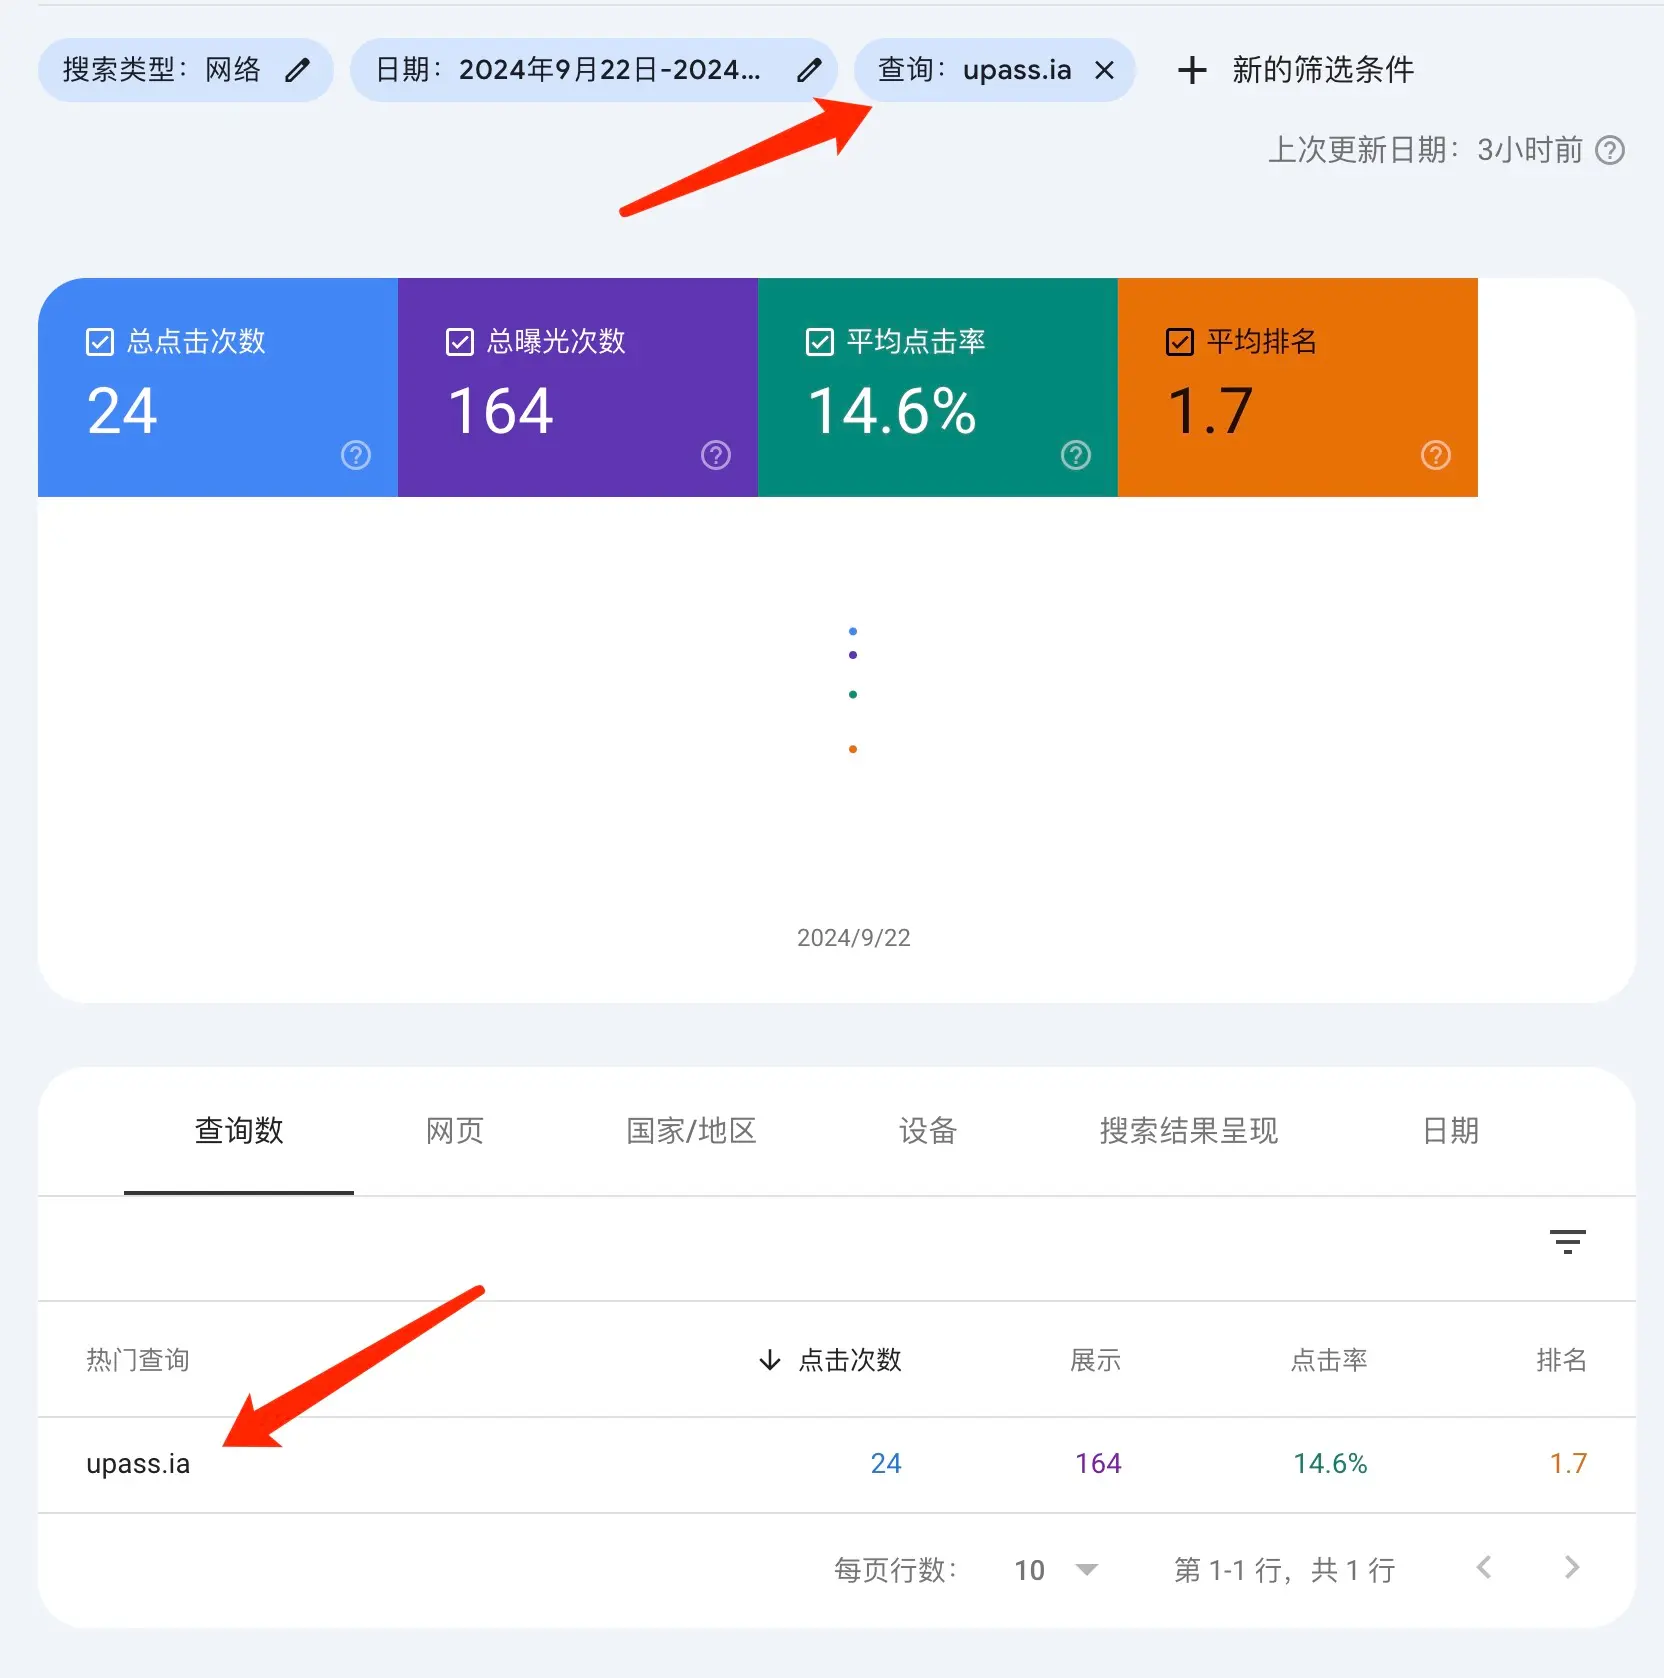 搜索类型：网络
日期：2024年9月22日-2024...
查询：upass.ia
新的筛选条件
上次更新日期：3小时前
总点击次数
24
总曝光次数
164
平均点击率
14.6%
平均排名
1.7
2024/9/22
查询数
网页
国家/地区
设备
搜索结果呈现
日期
热门查询
点击次数
展示
点击率
排名
upass.ia
24
164
14.6%
1.7
每页行数：
10
第 1-1 行，共 1 行